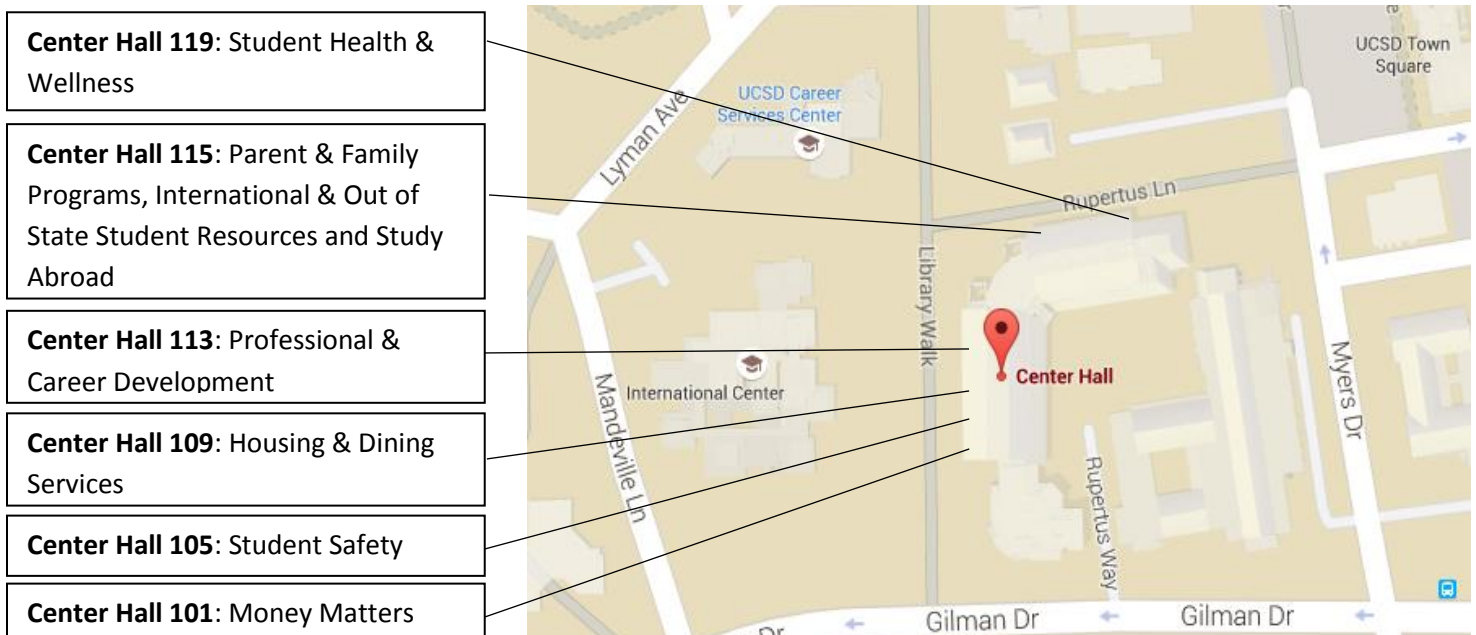 Center Hall 119: Student Health &
Wellness
Center Hall 115: Parent & Family
Programs, International & Out of
State Student Resources and Study
Abroad
Center Hall 113: Professional &
Career Development
Center Hall 109: Housing & Dining
Services
Center Hall 105: Student Safety
Center Hall 101: Money Matters
UCSD Town
Square
UCSD Career
Services Center
Lyman Ave
Rupertus Ln
Library Walk
Center Hall
International Center
Myers Dr
Mandeville Ln
Rupertus Way
Gilman Dr
Gilman Dr
Dr